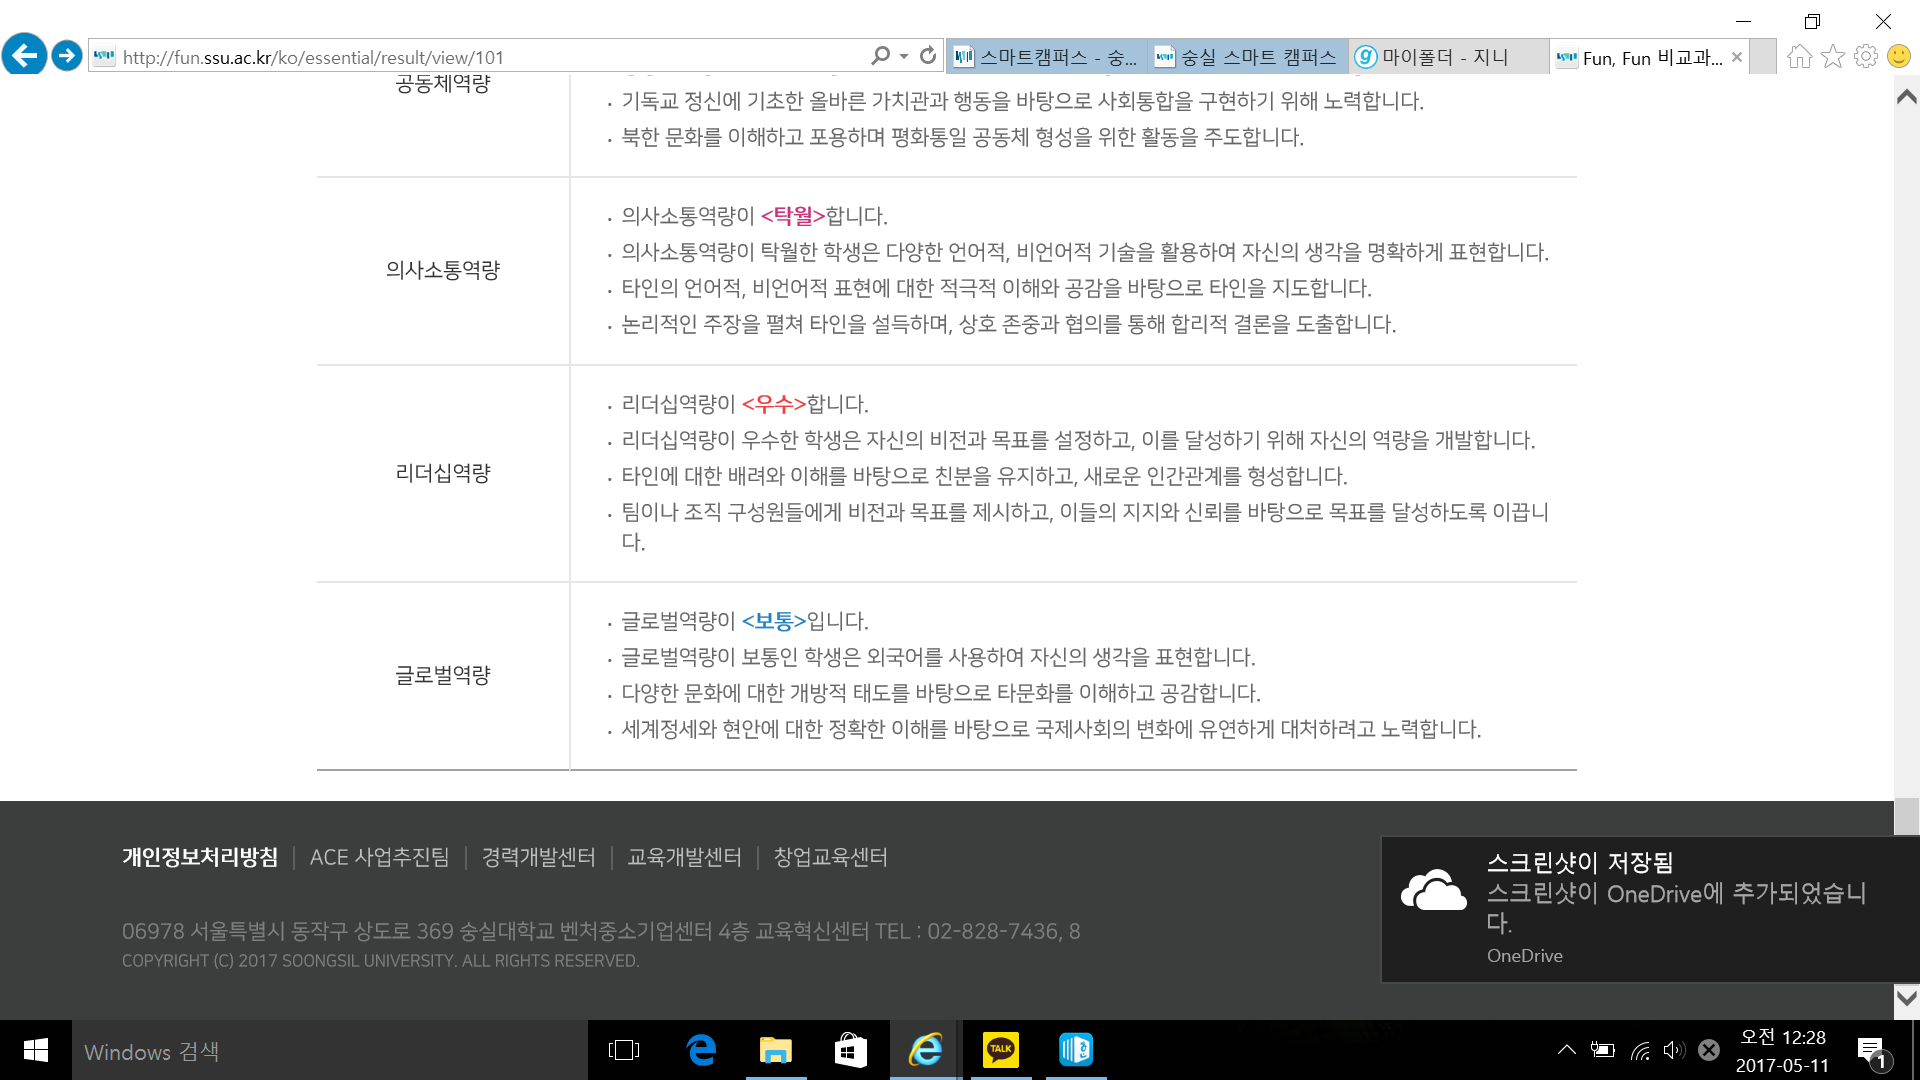 http://fun.ssu.ac.kr/ko/essential/result/view/101
스마트캠퍼스 - 숭...
숭실 스마트 캠퍼스
마이폴더 - 지니
Fun, Fun 비교과...
공동체역량
기독교 정신에 기초한 올바른 가치관과 행동을 바탕으로 사회통합을 구현하기 위해 노력합니다.
북한 문화를 이해하고 포용하며 평화통일 공동체 형성을 위한 활동을 주도합니다.
의사소통역량
의사소통역량이 <탁월>합니다.
의사소통역량이 탁월한 학생은 다양한 언어적, 비언어적 기술을 활용하여 자신의 생각을 명확하게 표현합니다.
타인의 언어적, 비언어적 표현에 대한 적극적 이해와 공감을 바탕으로 타인을 지도합니다.
논리적인 주장을 펼쳐 타인을 설득하며, 상호 존중과 협의를 통해 합리적 결론을 도출합니다.
리더십역량
리더십역량이 <우수>합니다.
리더십역량이 우수한 학생은 자신의 비전과 목표를 설정하고, 이를 달성하기 위해 자신의 역량을 개발합니다.
타인에 대한 배려와 이해를 바탕으로 친분을 유지하고, 새로운 인간관계를 형성합니다.
팀이나 조직 구성원들에게 비전과 목표를 제시하고, 이들의 지지와 신뢰를 바탕으로 목표를 달성하도록 이끕니
다.
글로벌역량
글로벌역량이 <보통>입니다.
글로벌역량이 보통인 학생은 외국어를 사용하여 자신의 생각을 표현합니다.
다양한 문화에 대한 개방적 태도를 바탕으로 타문화를 이해하고 공감합니다.
세계정세와 현안에 대한 정확한 이해를 바탕으로 국제사회의 변화에 유연하게 대처하려고 노력합니다.
개인정보처리방침 | ACE 사업추진팀 | 경력개발센터 | 교육개발센터 | 창업교육센터
06978 서울특별시 동작구 상도로 369 숭실대학교 벤처중소기업센터 4층 교육혁신센터 TEL : 02-828-7436, 8
COPYRIGHT (C) 2017 SOONGSIL UNIVERSITY. ALL RIGHTS RESERVED.
스크린샷이 저장됨
스크린샷이 OneDrive에 추가되었습니
다.
OneDrive
Windows 검색
TALK
오전 12:28
2017-05-11
1